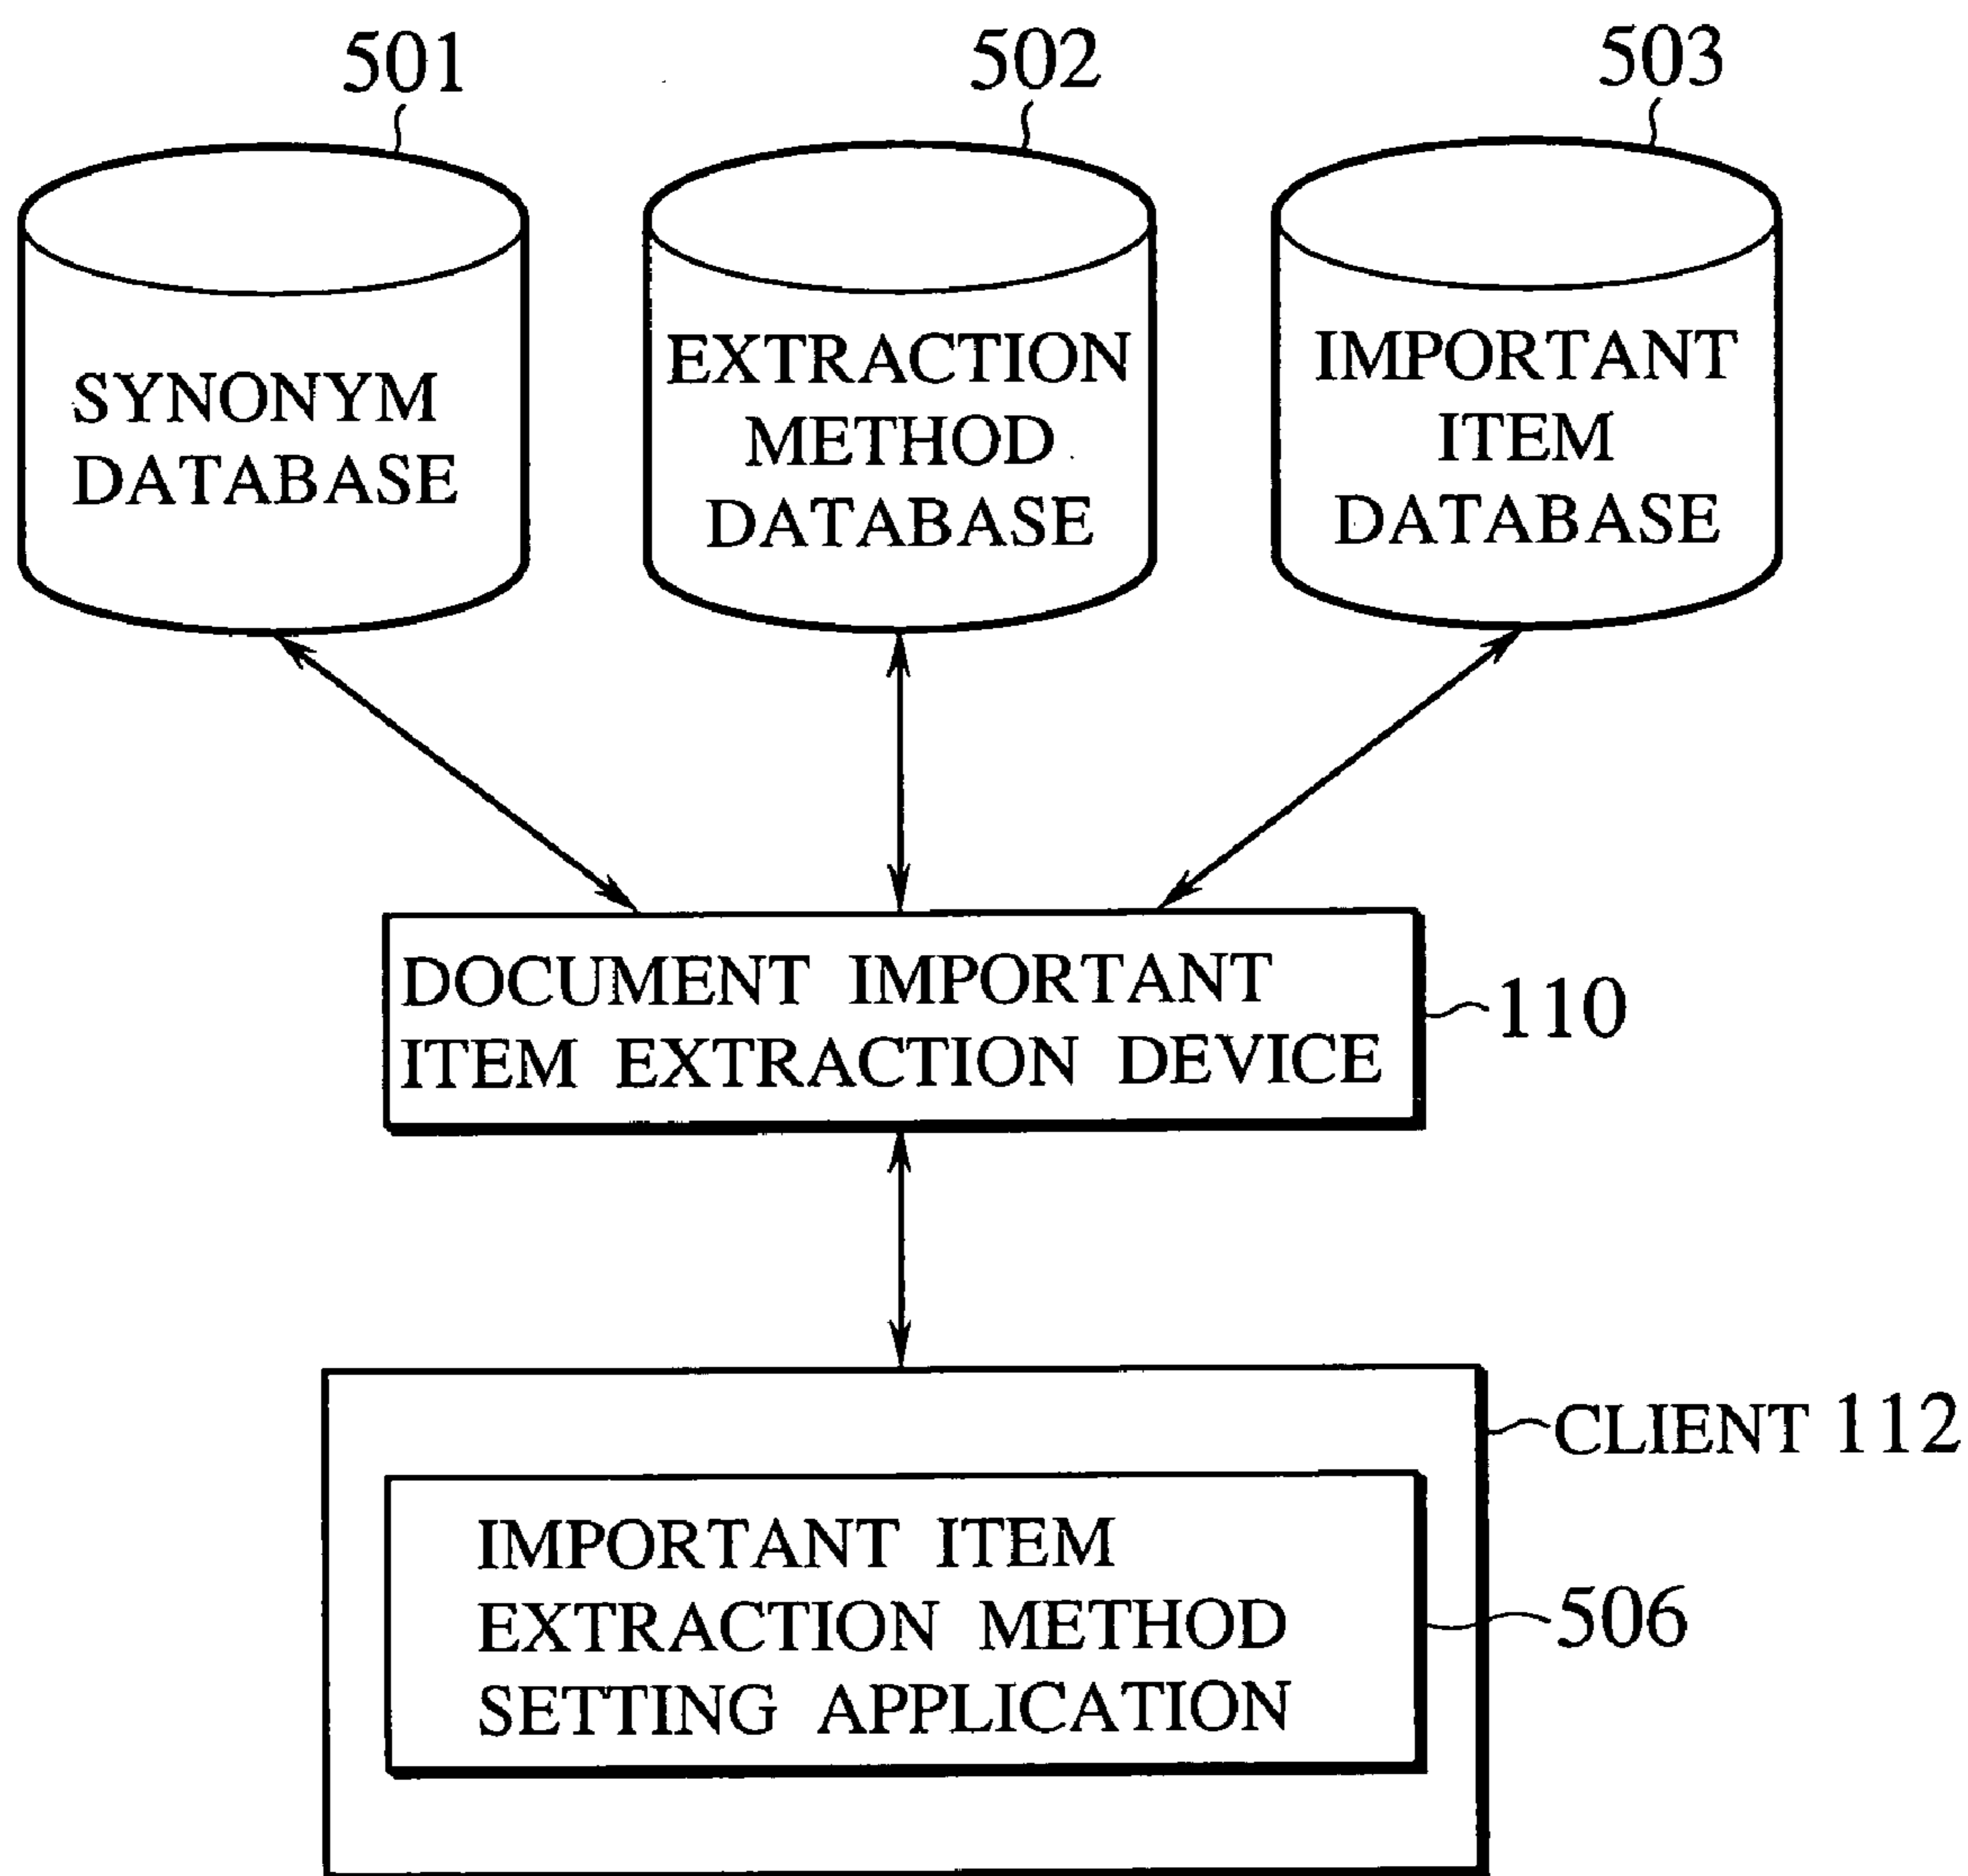 501
502
503
SYNONYM
DATABASE
EXTRACTION
METHOD
DATABASE
IMPORTANT
ITEM
DATABASE
DOCUMENT IMPORTANT
ITEM EXTRACTION DEVICE
110
CLIENT 112
IMPORTANT ITEM
EXTRACTION METHOD
SETTING APPLICATION
506